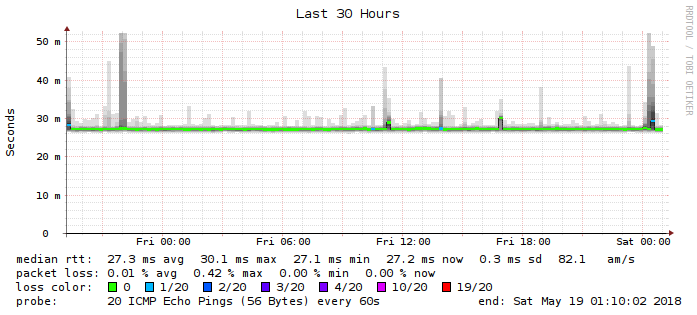 Last 30 Hours
RRDTOOL / TOBI OETIKER
Seconds
50 m
40 m
30 m
20 m
10 m
0
Fri 00:00 Fri 06:00 Fri 12:00 Fri 18:00 Sat 00:00
median rtt: 27.3 ms avg 30.1 ms max 27.1 ms min 27.2 ms now 0.3 ms sd 82.1 am/s
packet loss: 0.01 % avg 0.42 % max 0.00 % min 0.00 % now
loss color: 0 1/20 2/20 3/20 4/20 10/20 19/20
probe: 20 ICMP Echo Pings (56 Bytes) every 60s end: Sat May 19 01:10:02 2018